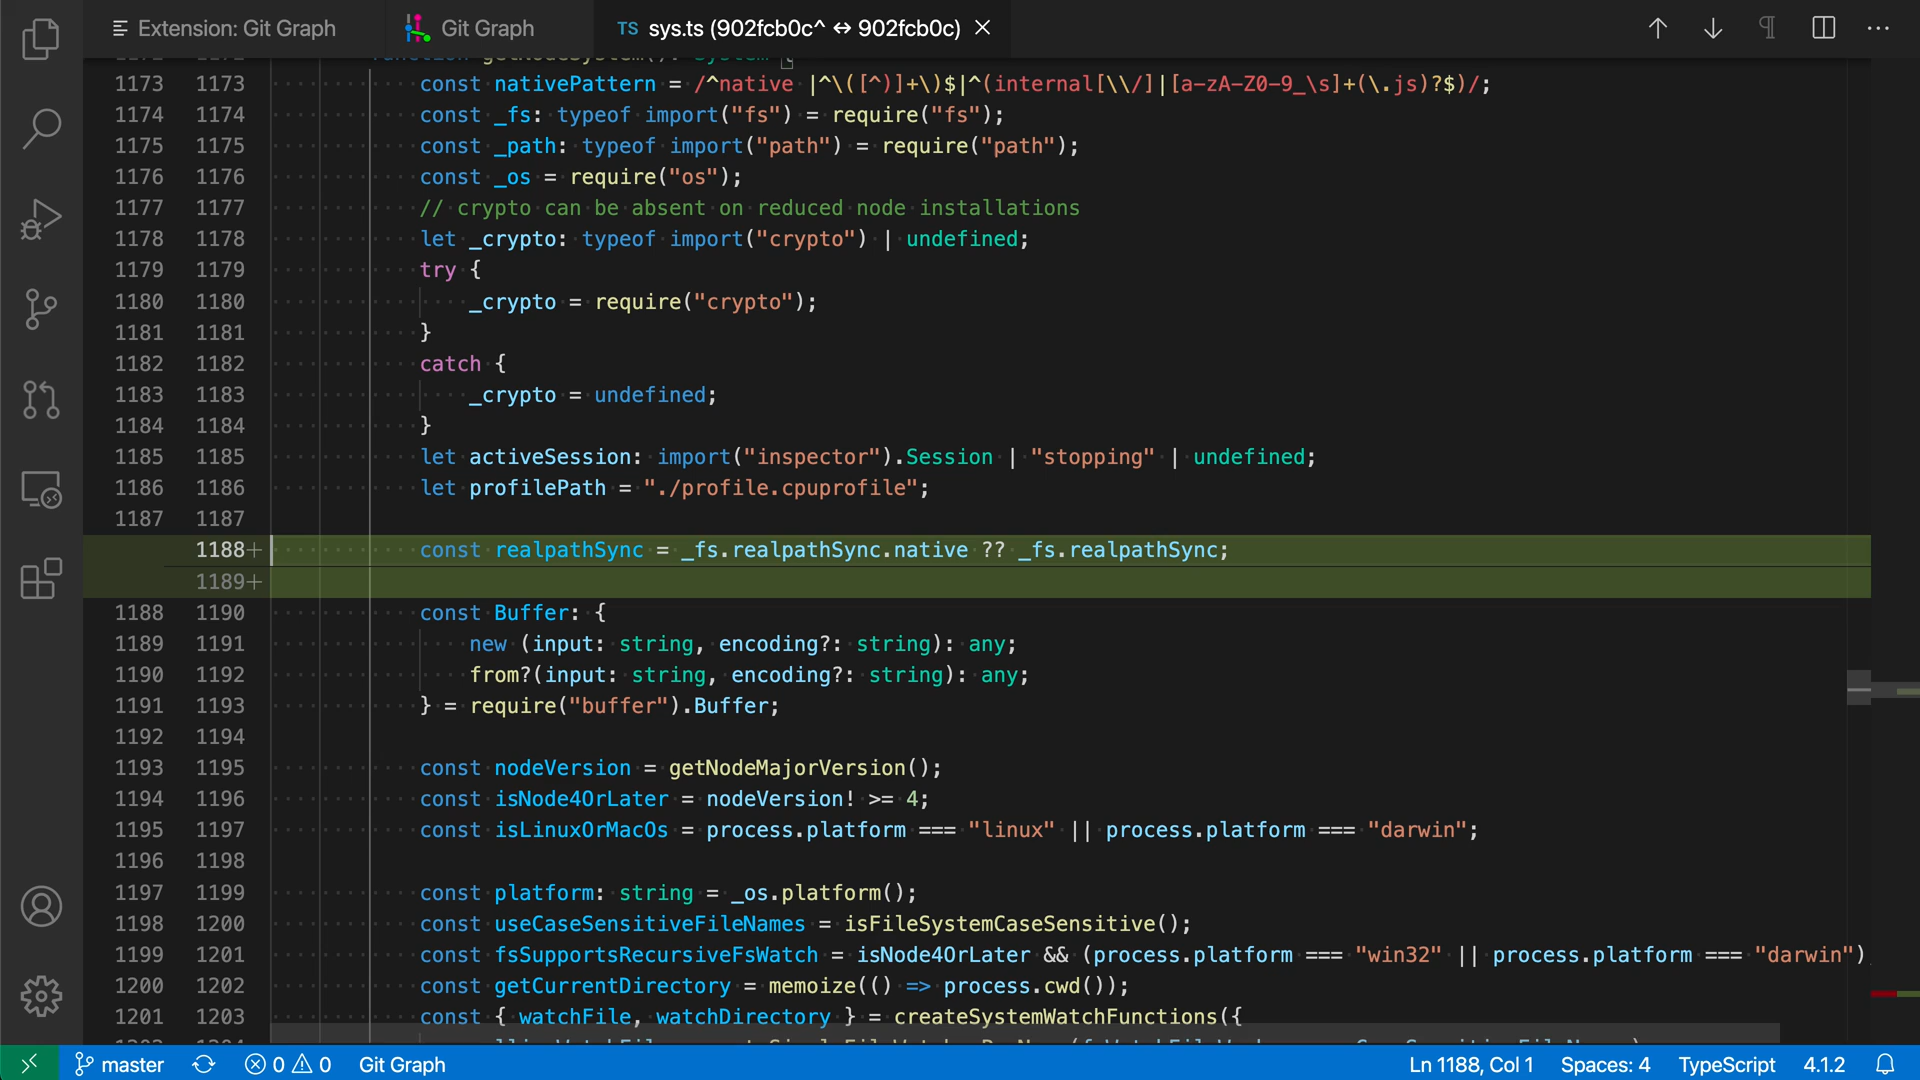 Extension: Git Graph
Git Graph
TS sys.ts (902fcb0c^ ↔ 902fcb0c)
1173 1173 const nativePattern = /^native |^\([^)]+\)$|^(internal[\\/]|[a-zA-Z0-9_\s]+(\.js)?$)/;
1174 1174 const _fs: typeof import("fs") = require("fs");
1175 1175 const _path: typeof import("path") = require("path");
1176 1176 const _os = require("os");
1177 1177 // crypto can be absent on reduced node installations
1178 1178 let _crypto: typeof import("crypto") | undefined;
1179 1179 try {
1180 1180 _crypto = require("crypto");
1181 1181 }
1182 1182 catch {
1183 1183 _crypto = undefined;
1184 1184 }
1185 1185 let activeSession: import("inspector").Session | "stopping" | undefined;
1186 1186 let profilePath = "./profile.cpuprofile";
1187 1187
1188+ const realpathSync = _fs.realpathSync.native ?? _fs.realpathSync;
1189+
1188 1190 const Buffer: {
1189 1191 new (input: string, encoding?: string): any;
1190 1192 from?(input: string, encoding?: string): any;
1191 1193 } = require("buffer").Buffer;
1192 1194
1193 1195 const nodeVersion = getNodeMajorVersion();
1194 1196 const isNode4OrLater = nodeVersion! >= 4;
1195 1197 const isLinuxOrMacOs = process.platform === "linux" || process.platform === "darwin";
1196 1198
1197 1199 const platform: string = _os.platform();
1198 1200 const useCaseSensitiveFileNames = isFileSystemCaseSensitive();
1199 1201 const fsSupportsRecursiveFsWatch = isNode4OrLater && (process.platform === "win32" || process.platform === "darwin")
1200 1202 const getCurrentDirectory = memoize(() => process.cwd());
1201 1203 const { watchFile, watchDirectory } = createSystemWatchFunctions({
master 0 0 Git Graph Ln 1188, Col 1 Spaces: 4 TypeScript 4.1.2